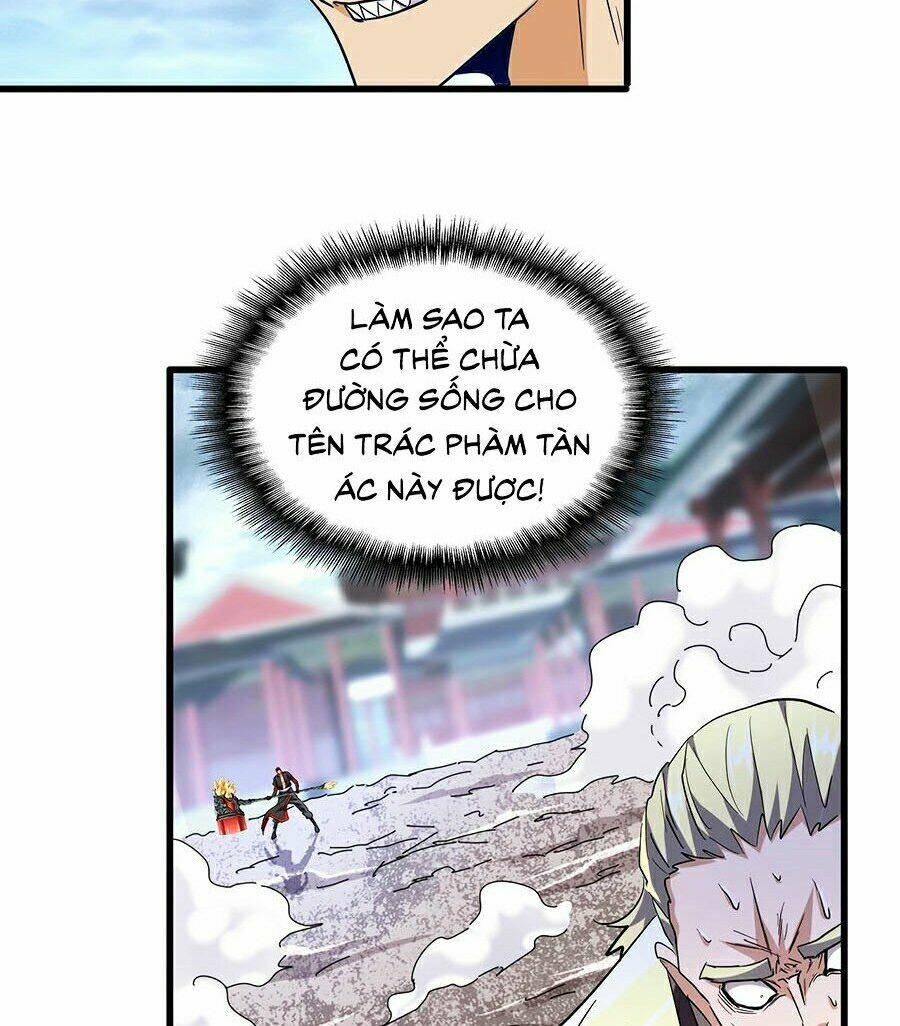 LÀM SAO TA
CÓ THỂ CHỪA
ĐƯỜNG SỐNG CHO
TÊN TRÁC PHÀM TÀN
ÁC NÀY ĐƯỢC!